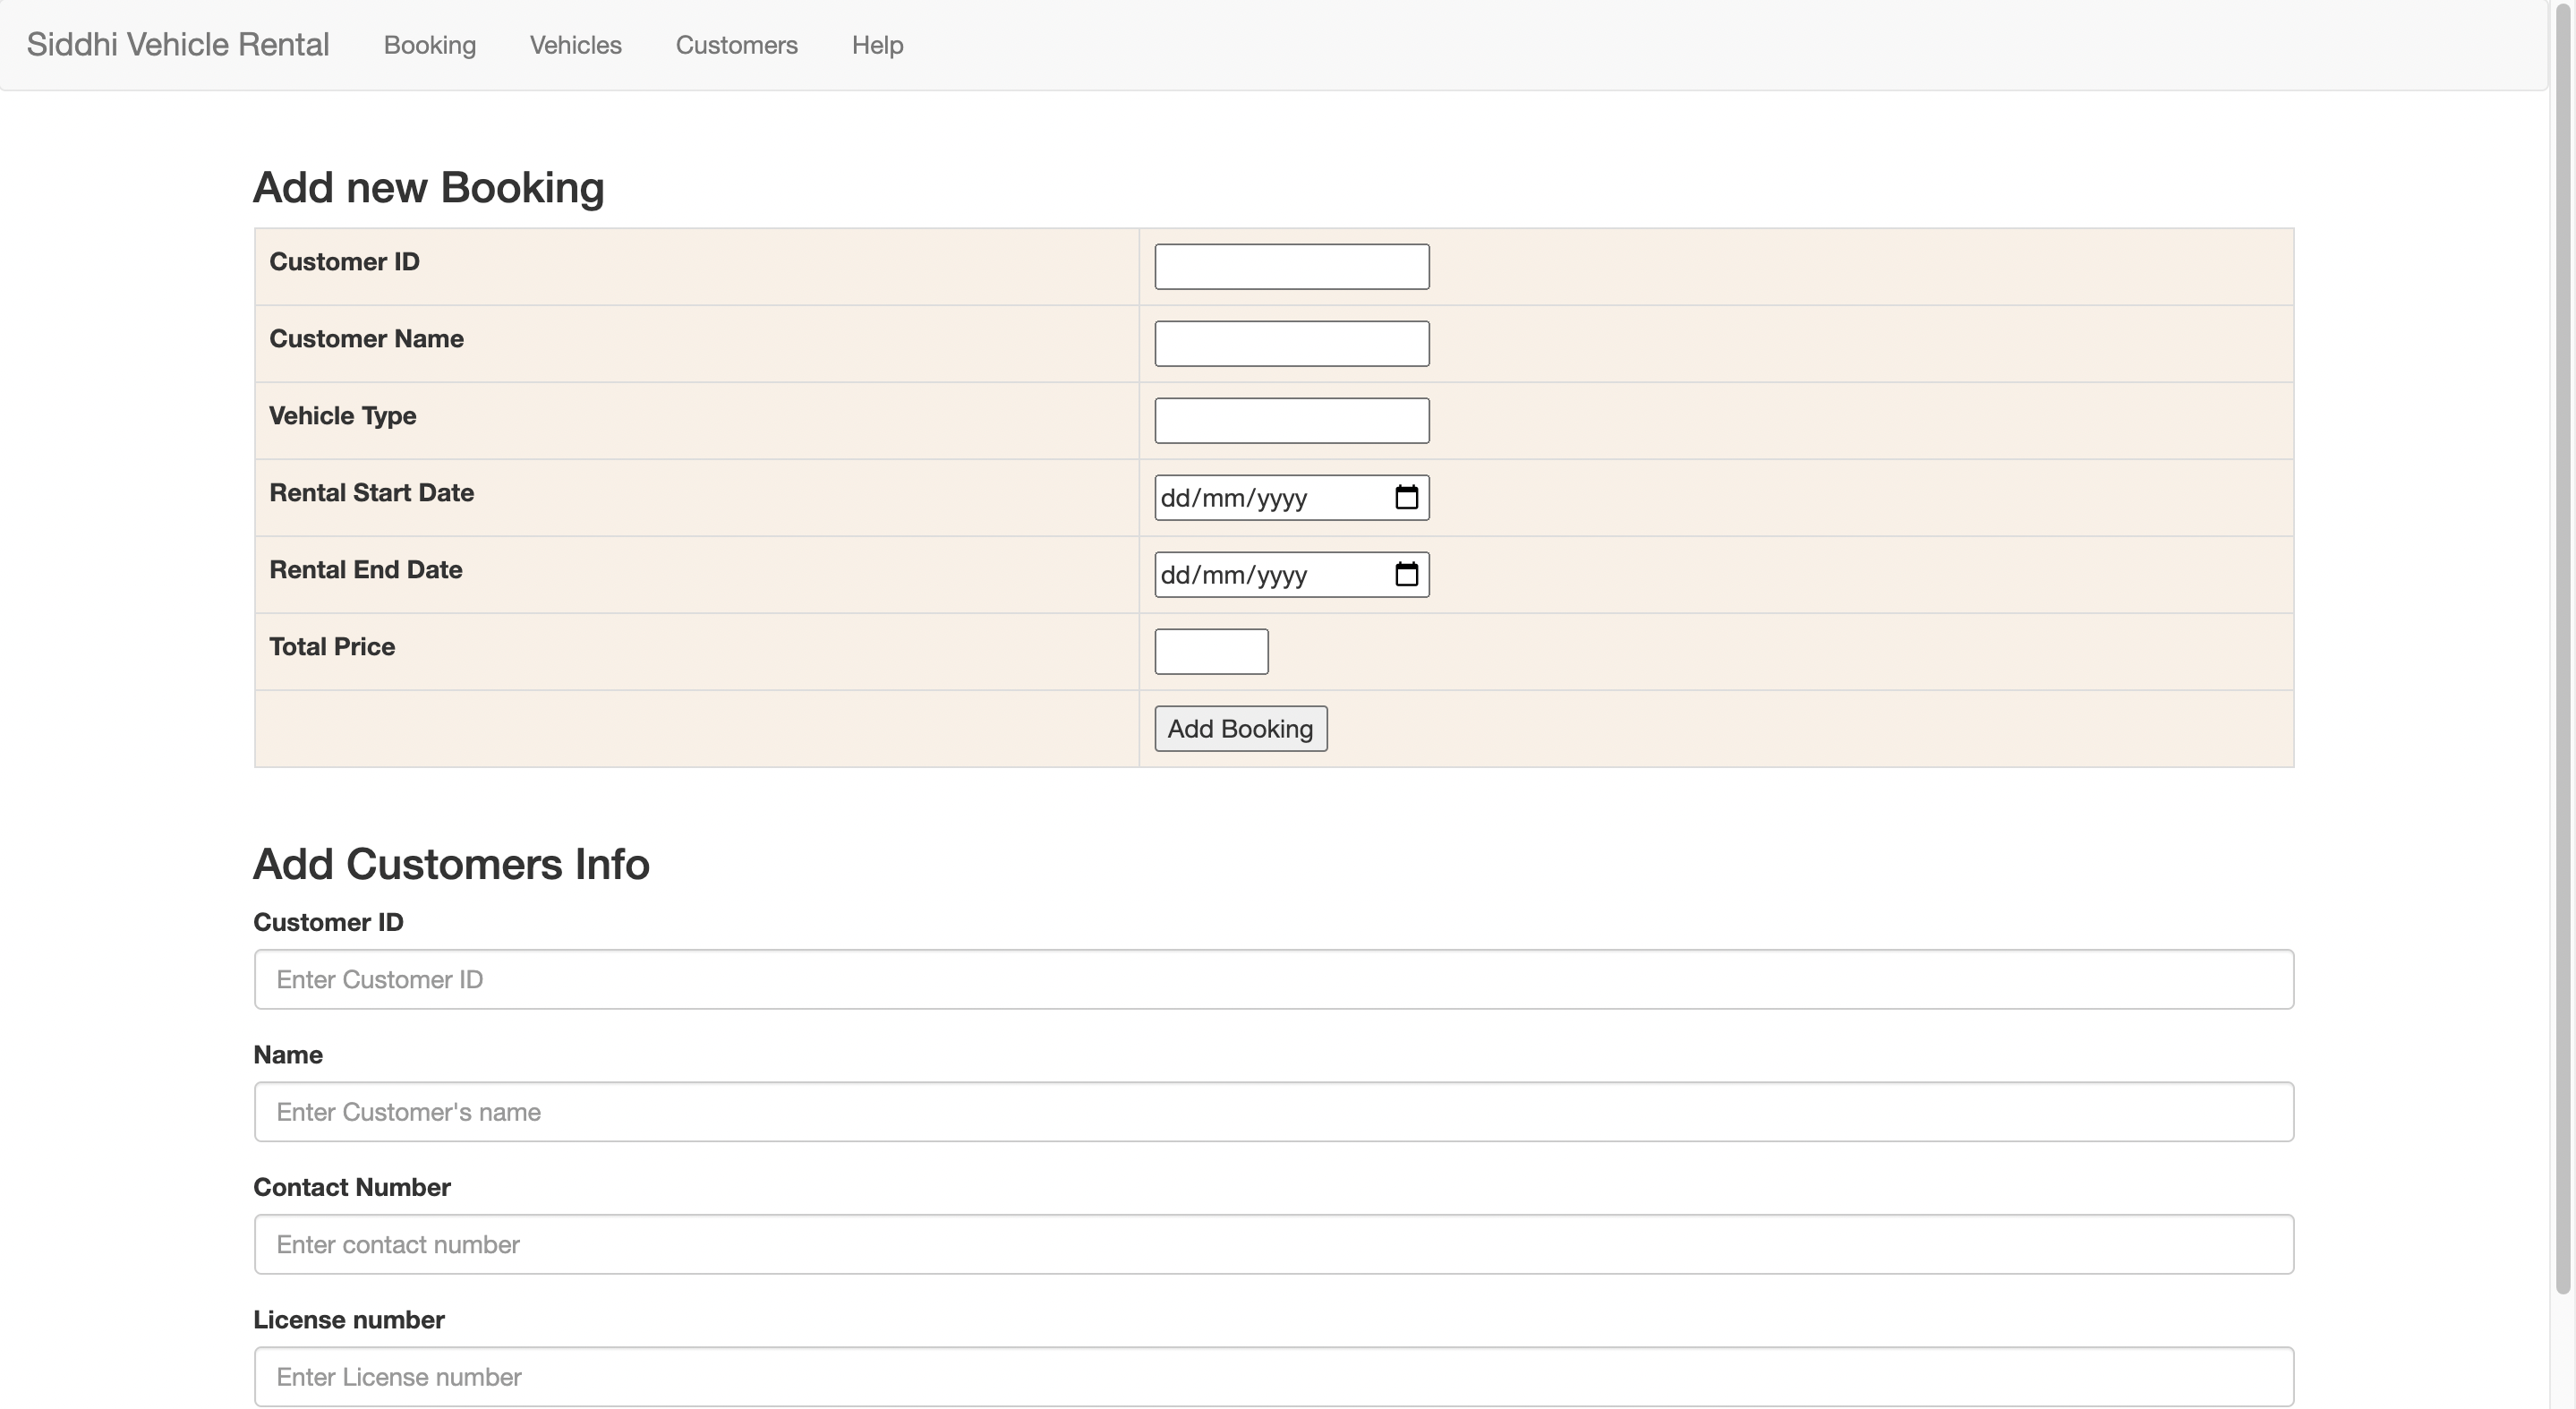 Siddhi Vehicle Rental Booking Vehicles Customers Help
Add new Booking
Customer ID
Customer Name
Vehicle Type
Rental Start Date dd/mm/yyyy
Rental End Date dd/mm/yyyy
Total Price
Add Booking
Add Customers Info
Customer ID
Enter Customer ID
Name
Enter Customer's name
Contact Number
Enter contact number
License number
Enter License number